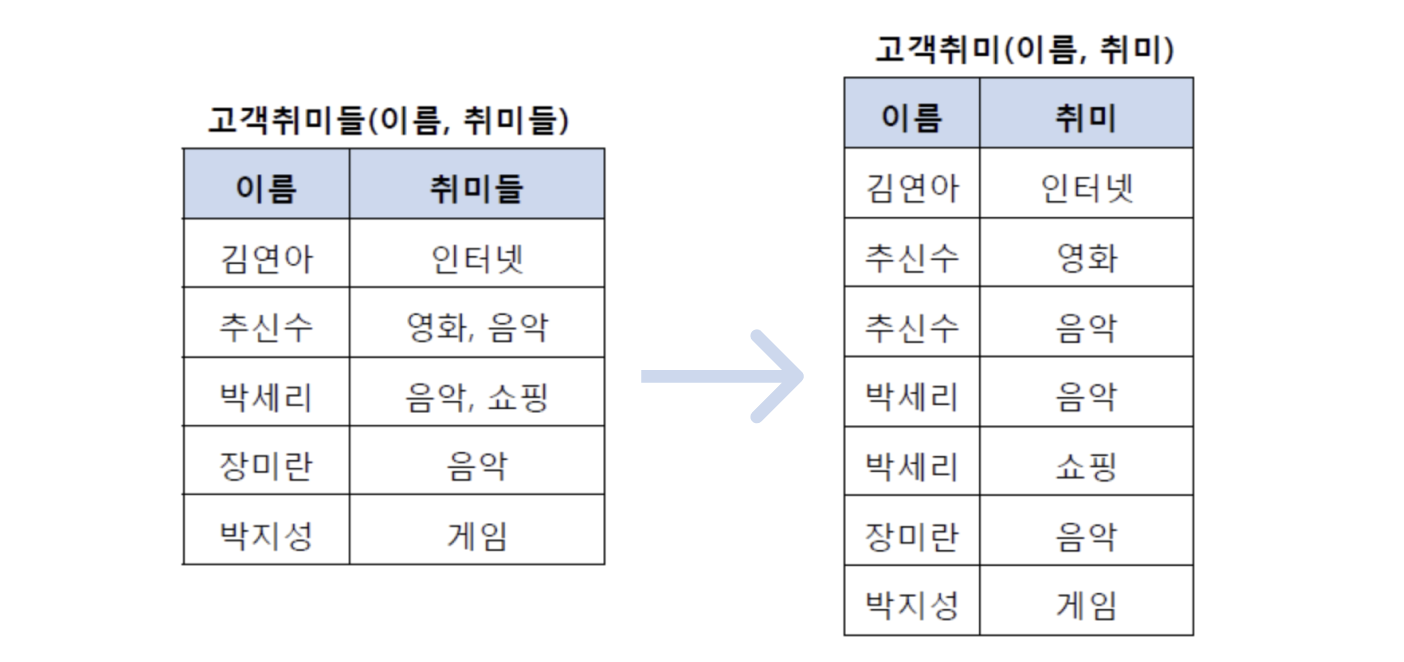 고객취미들(이름, 취미들)
이름 취미들
김연아 인터넷
추신수 영화, 음악
박세리 음악, 쇼핑
장미란 음악
박지성 게임
고객취미(이름, 취미)
이름 취미
김연아 인터넷
추신수 영화
추신수 음악
박세리 음악
박세리 쇼핑
장미란 음악
박지성 게임